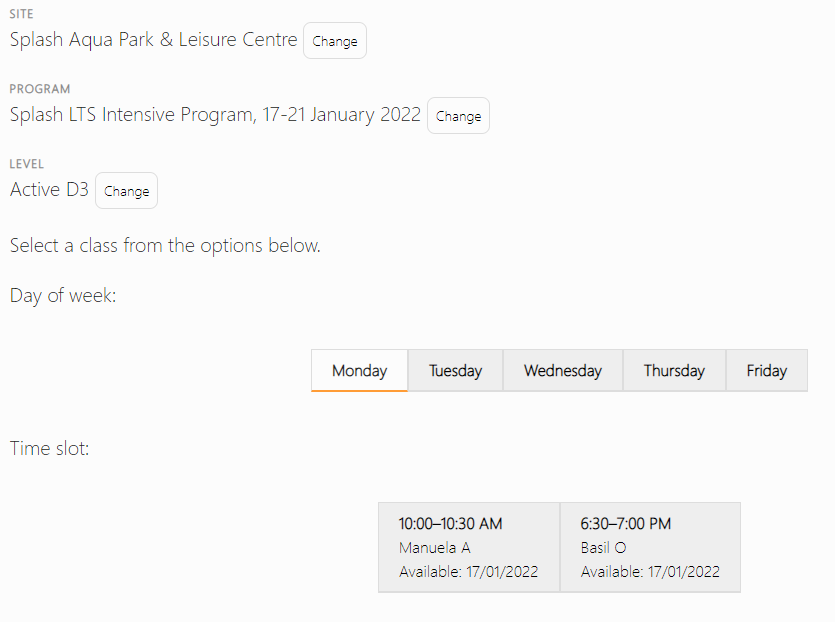 SITE
Splash Aqua Park & Leisure Centre Change
PROGRAM
Splash LTS Intensive Program, 17-21 January 2022 Change
LEVEL
Active D3 Change
Select a class from the options below.
Day of week:
Monday Tuesday Wednesday Thursday Friday
Time slot:
10:00–10:30 AM 6:30–7:00 PM
Manuela A Basil O
Available: 17/01/2022 Available: 17/01/2022